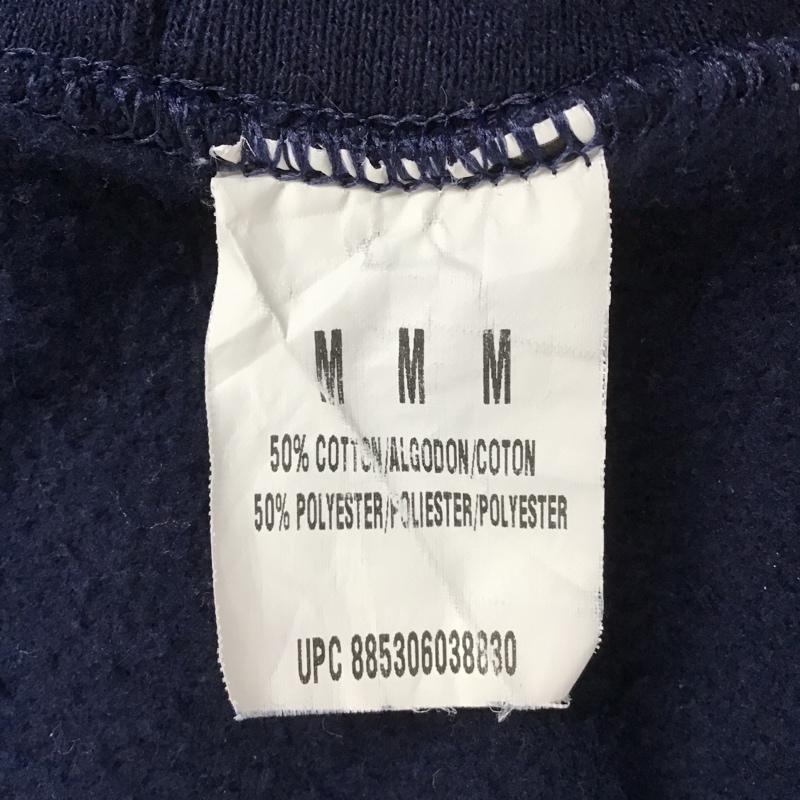 M M M
50% COTTON/ALGODON/COTON
50% POLYESTER/POLIESTER/POLYESTER
UPC 885306038830